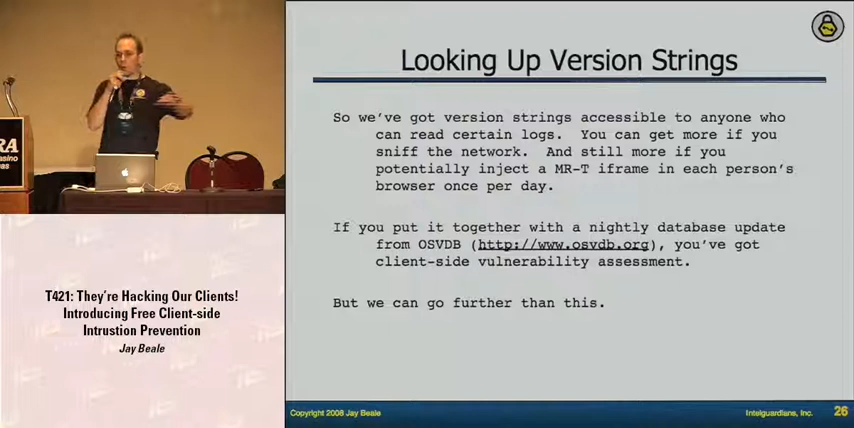 RA
asino
as
T421: They're Hacking Our Clients!
Introducing Free Client-side
Intrustion Prevention
Jay Beale
Looking Up Version Strings
So we've got version strings accessible to anyone who
can read certain logs. You can get more if you
sniff the network. And still more if you
potentially inject a MR-T iframe in each person's
browser once per day.
If you put it together with a nightly database update
from OSVDB (http://www.osvdb.org), you've got
client-side vulnerability assessment.
But we can go further than this.
Copyright 2008 Jay Beale
Intelguardians, Inc. 26